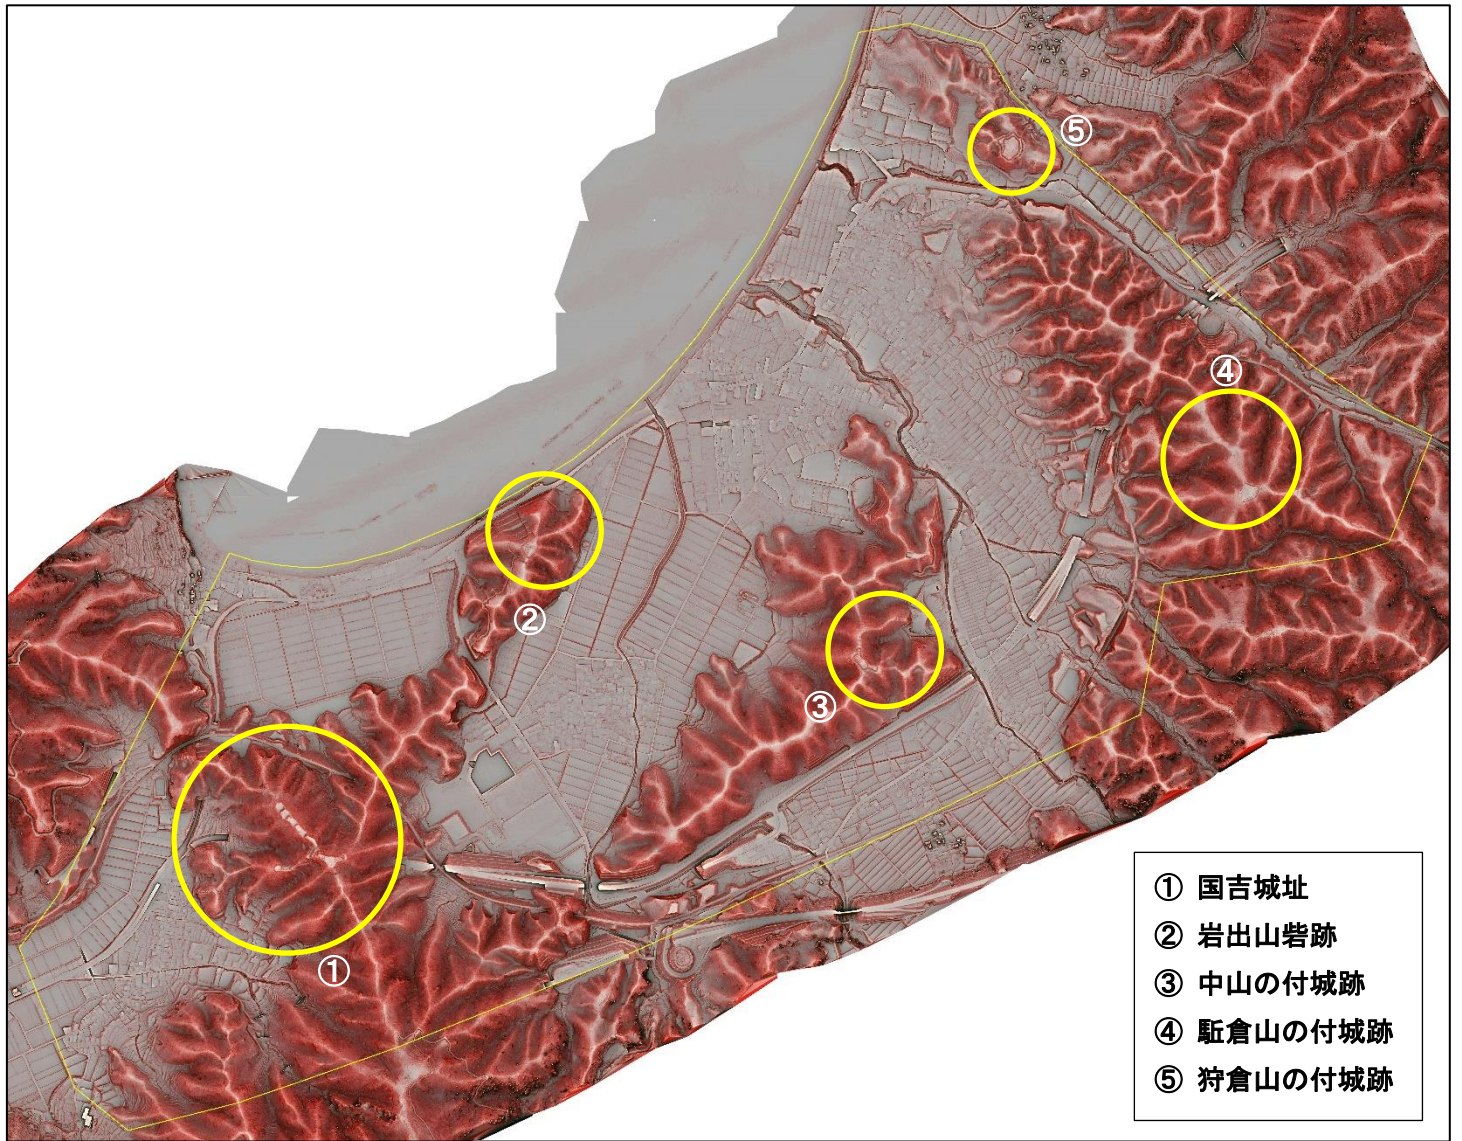 ⑤
④
②
③
①
① 国吉城址
② 岩出山砦跡
③ 中山の付城跡
④ 駈倉山の付城跡
⑤ 狩倉山の付城跡